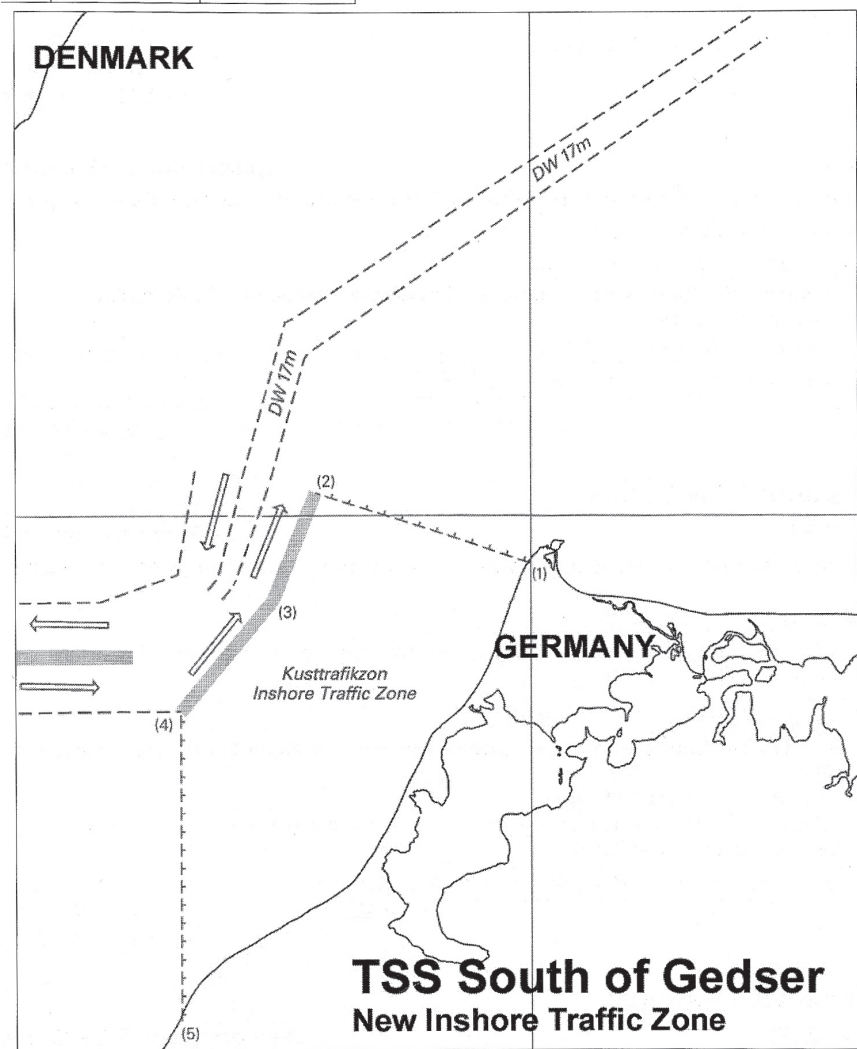 DENMARK
DW 17m
DW 17m
(2)
(1)
(3)
GERMANY
Kusttrafikzon
Inshore Traffic Zone
(4)
TSS South of Gedser
New Inshore Traffic Zone
(5)